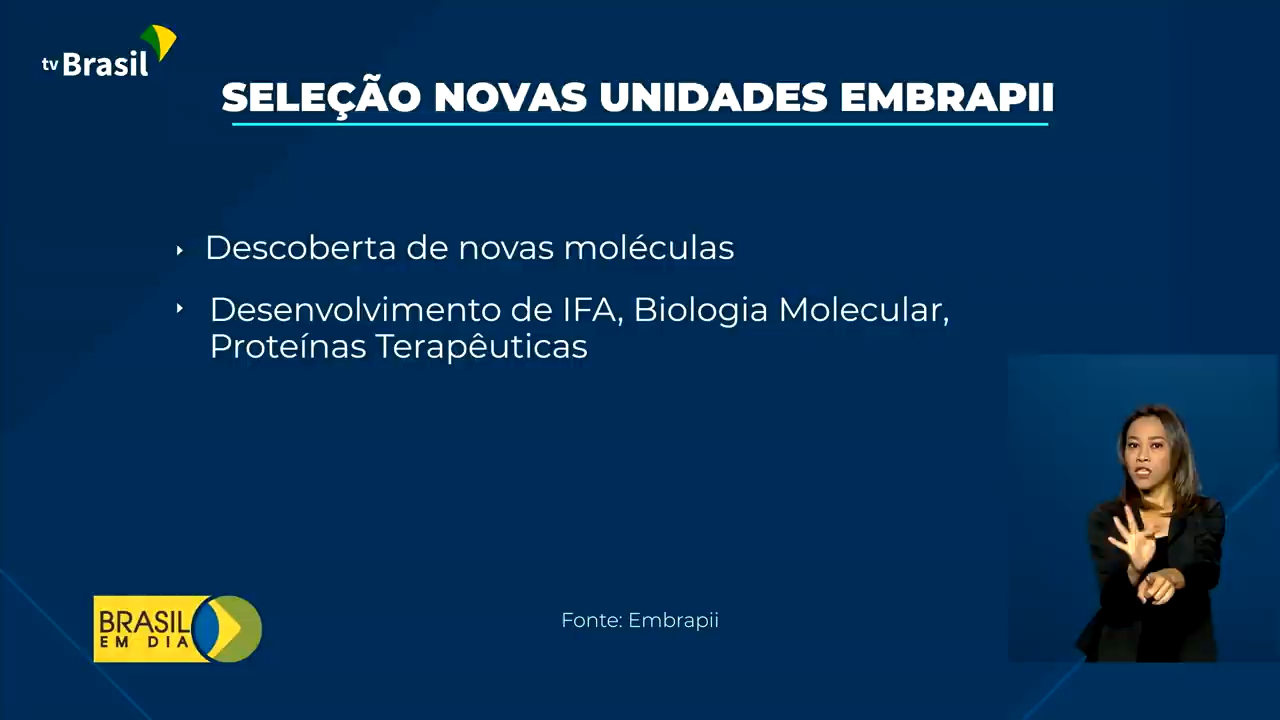 tv Brasil
SELEÇÃO NOVAS UNIDADES EMBRAPII
Descoberta de novas moléculas
Desenvolvimento de IFA, Biologia Molecular,
Proteínas Terapêuticas
BRASIL
EM DIA
Fonte: Embrapii